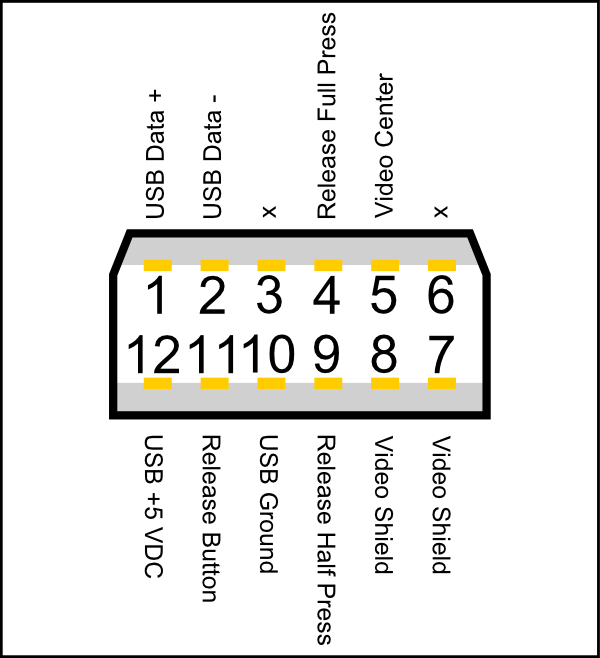 USB Data +
USB Data -
x
Release Full Press
Video Center
x
1 2 3 4 5 6
12 11 10 9 8 7
USB +5 VDC
Release Button
USB Ground
Release Half Press
Video Shield
Video Shield